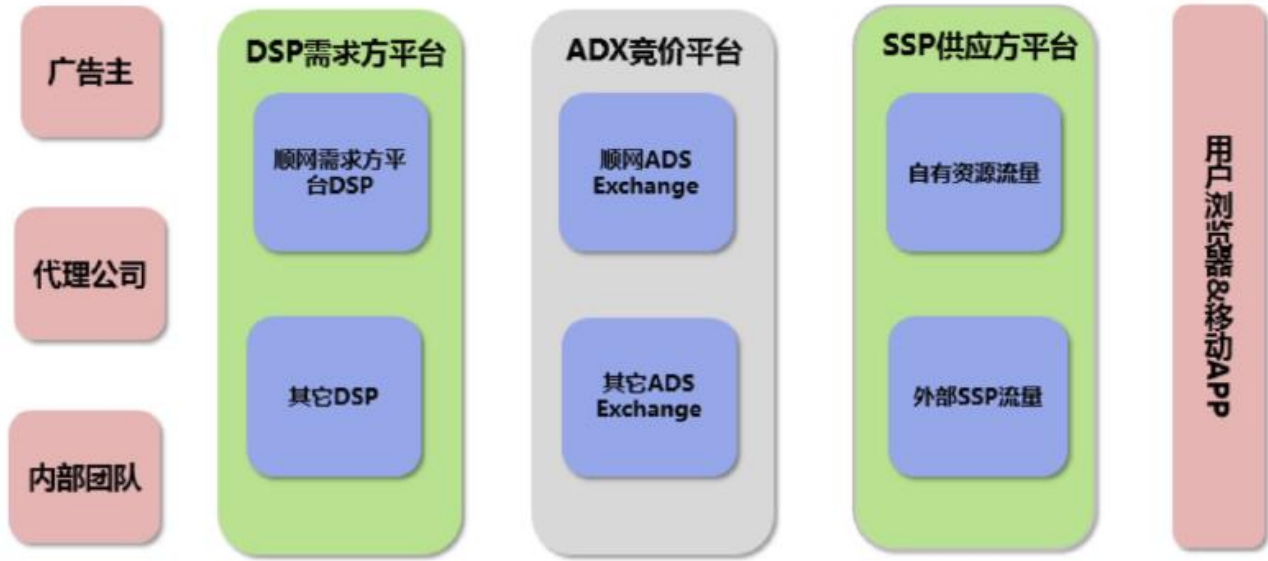 广告主
代理公司
内部团队
DSP需求方平台
顺网需求方平
台DSP
其它DSP
ADX竞价平台
顺网ADS
Exchange
其它ADS
Exchange
SSP供应方平台
自有资源流量
外部SSP流量
用户浏览器&移动APP